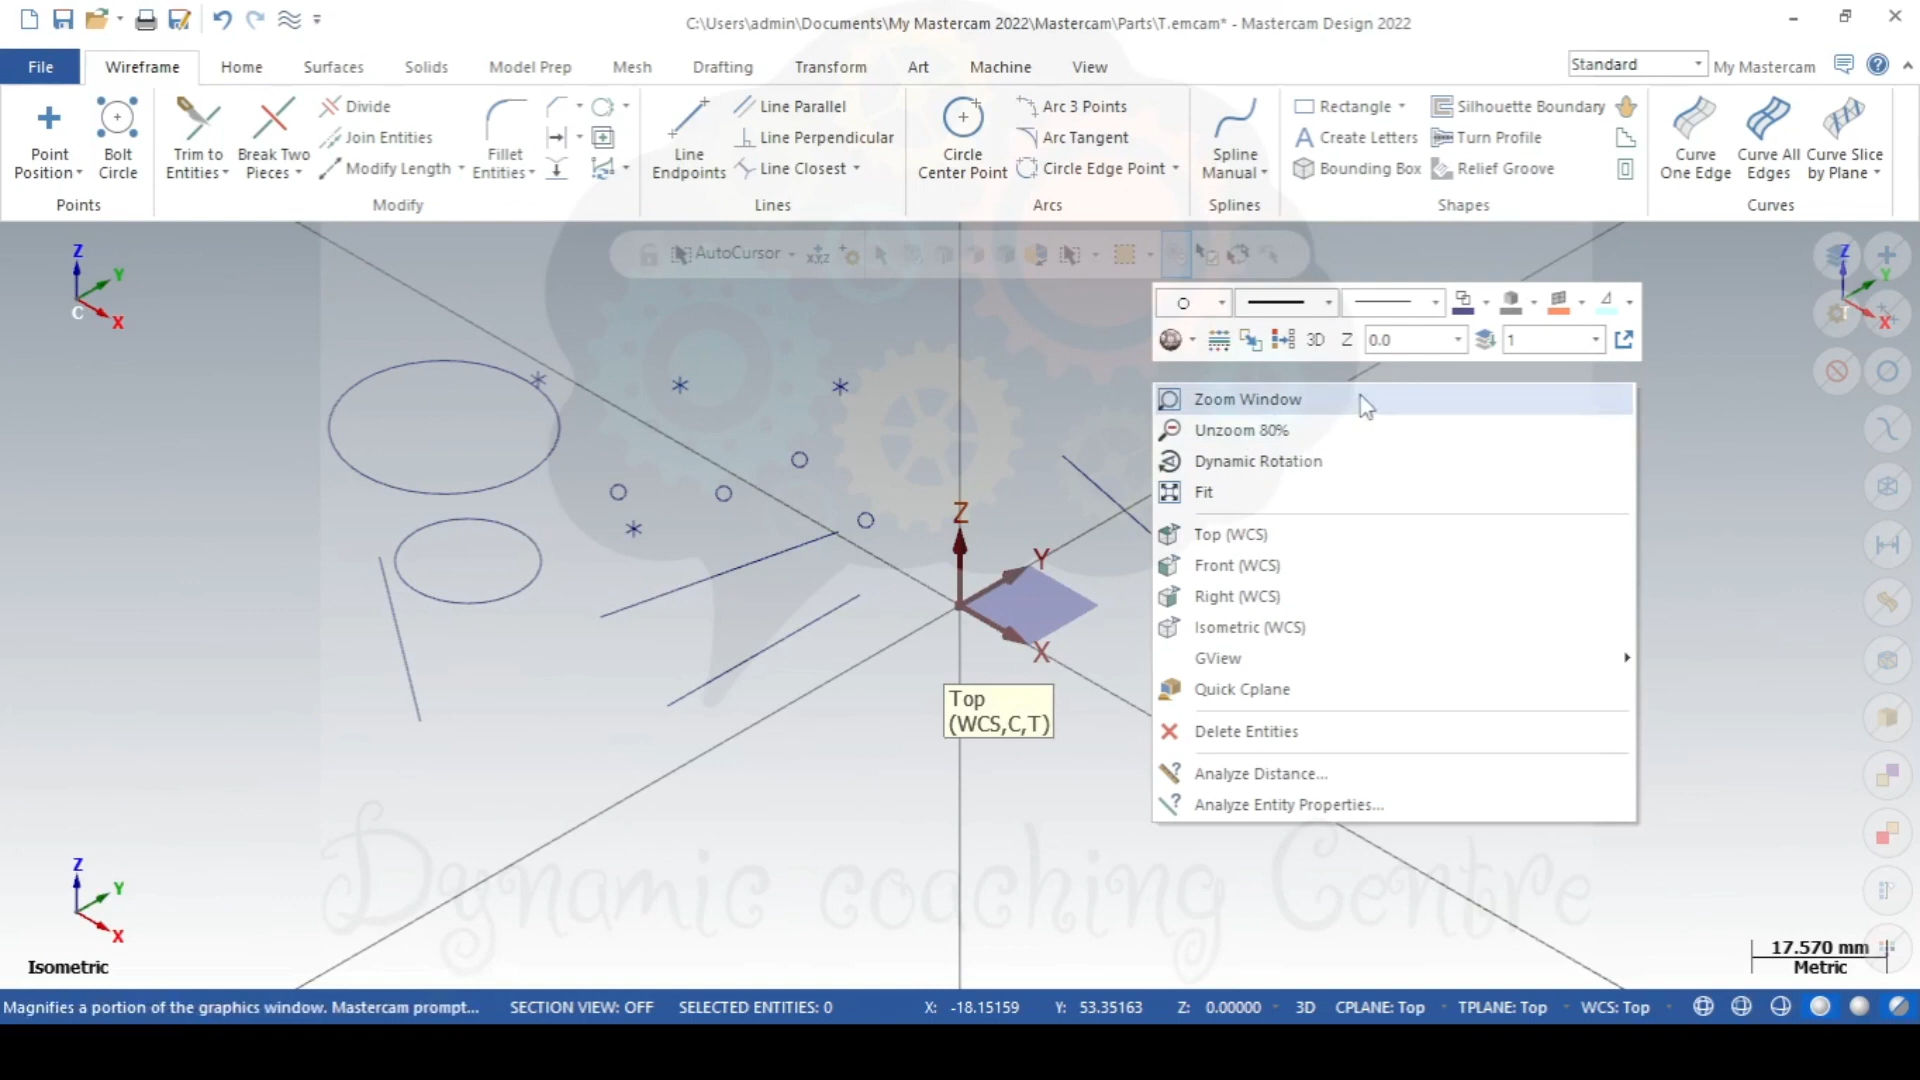 C:\Users\admin\Documents\My Mastercam 2022\Mastercam\Parts\T.emcam* - Mastercam Design 2022
File Wireframe Home Surfaces Solids Model Prep Mesh Drafting Transform Art Machine View Standard My Mastercam
Point Position
Bolt Circle
Points
Trim to Entities
Break Two Pieces
Divide
Join Entities
Modify Length
Fillet Entities
Modify
Line Endpoints
Line Parallel
Line Perpendicular
Line Closest
Lines
Circle Center Point
Arc 3 Points
Arc Tangent
Circle Edge Point
Arcs
Spline Manual
Splines
Rectangle
Create Letters
Bounding Box
Silhouette Boundary
Turn Profile
Relief Groove
Shapes
Curve One Edge
Curve All Edges
Curve Slice by Plane
Curves
AutoCursor
xyz
Z
Y
X
C
Z
Y
X
T
3D Z 0.0 1
Zoom Window
Unzoom 80%
Dynamic Rotation
Fit
Top (WCS)
Front (WCS)
Right (WCS)
Isometric (WCS)
GView
Quick Cplane
Delete Entities
Analyze Distance...
Analyze Entity Properties...
Z
Y
X
Top
(WCS,C,T)
Dynamic coaching Centre
Z
Y
X
Isometric
17.570 mm
Metric
Magnifies a portion of the graphics window. Mastercam prompt... SECTION VIEW: OFF SELECTED ENTITIES: 0 X: -18.15159 Y: 53.35163 Z: 0.00000 3D CPLANE: Top TPLANE: Top WCS: Top